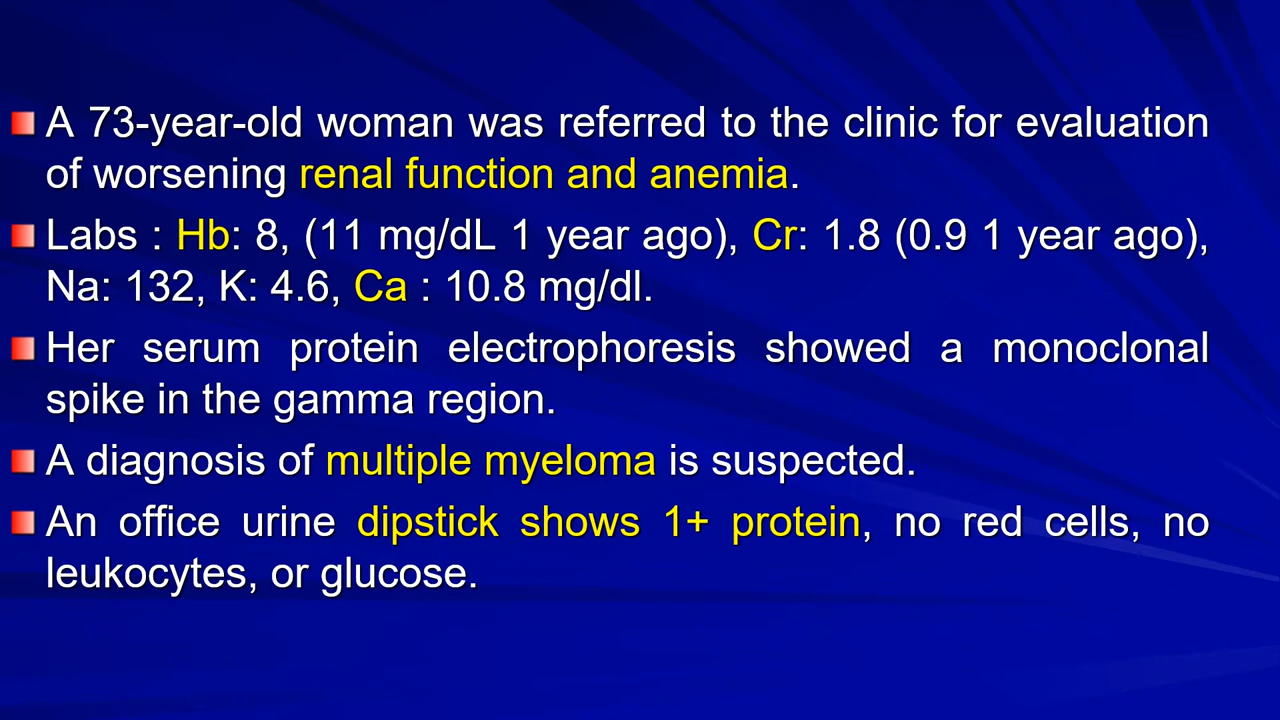 A 73-year-old woman was referred to the clinic for evaluation
of worsening renal function and anemia.
Labs : Hb: 8, (11 mg/dL 1 year ago), Cr: 1.8 (0.9 1 year ago),
Na: 132, K: 4.6, Ca : 10.8 mg/dl.
Her serum protein electrophoresis showed a monoclonal
spike in the gamma region.
A diagnosis of multiple myeloma is suspected.
An office urine dipstick shows 1+ protein, no red cells, no
leukocytes, or glucose.